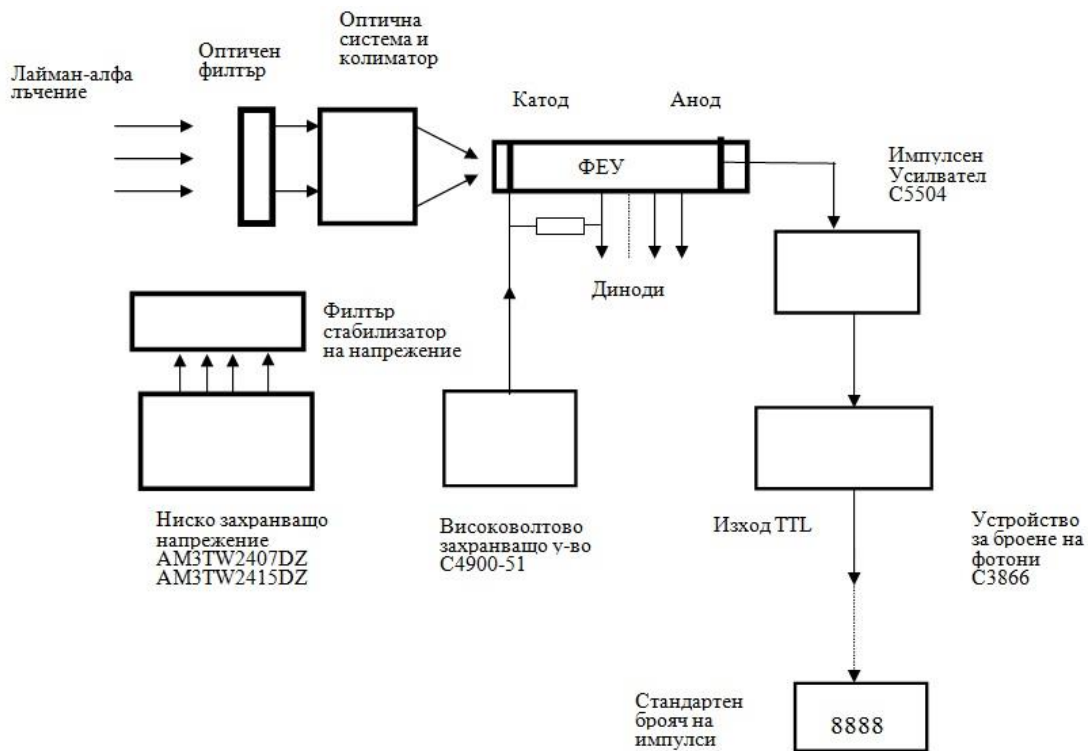 Лайман-алфа
лъчение
Оптичен
филтър
Оптична
система и
колиматор
Катод
Анод
ФЕУ
Импулсен
Усилвател
C5504
Диноди
Филтър
стабилизатор
на напрежение
Ниско захранващо
напрежение
AM3TW2407DZ
AM3TW2415DZ
Високоволтово
захранващо у-во
C4900-51
Изход TTL
Устройство
за броене на
фотони
C3866
Стандартен
брояч на
импулси
8888